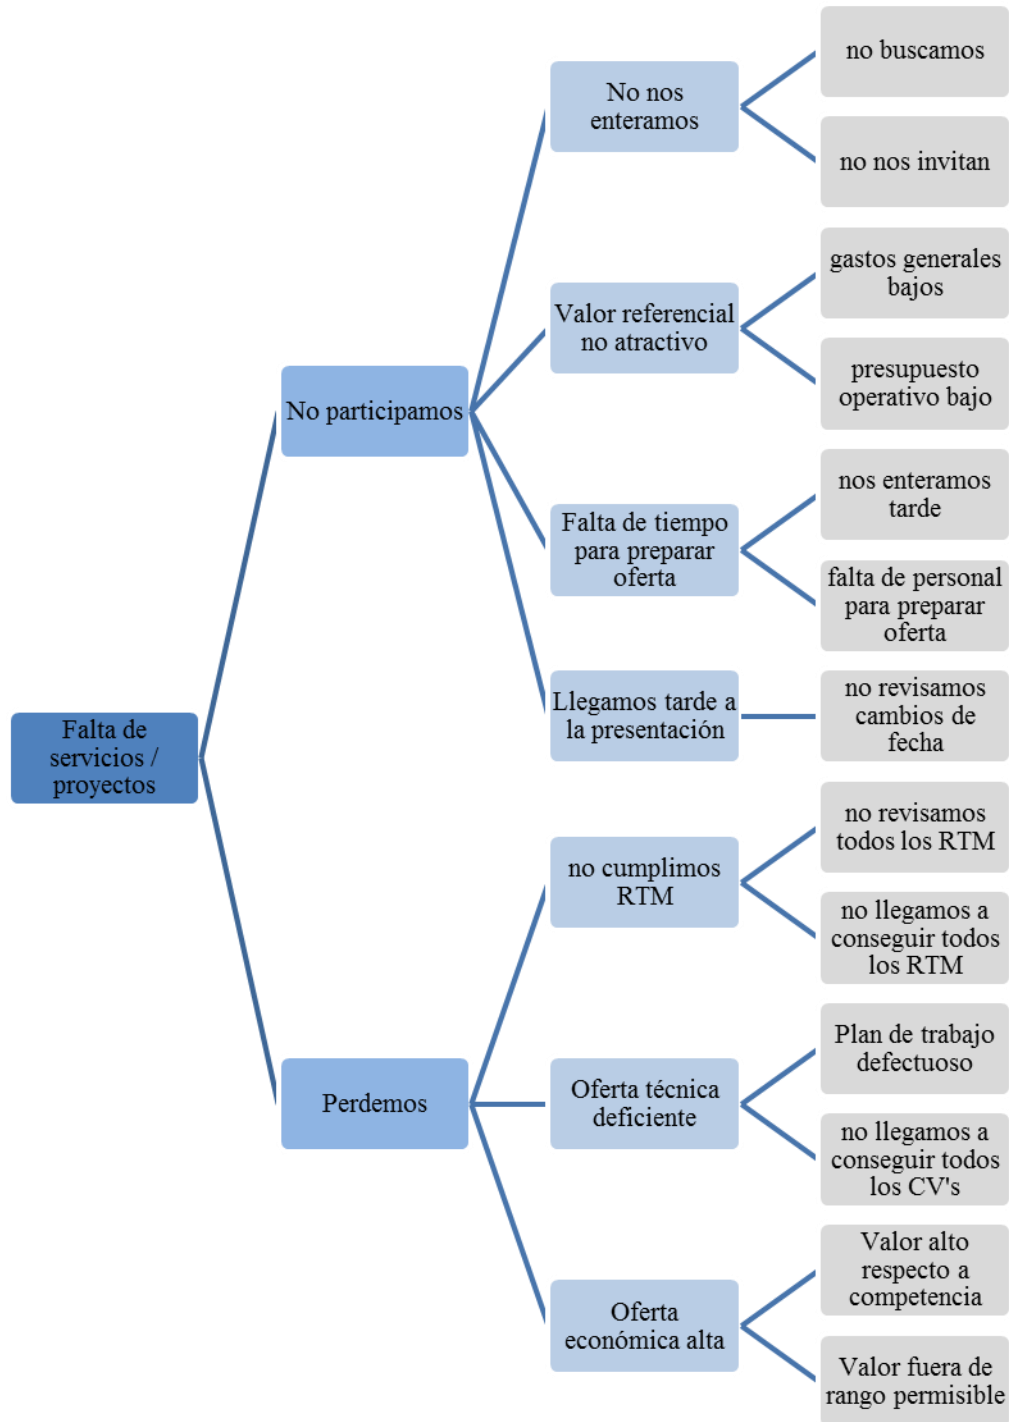 no buscamos
No nos
enteramos
no nos invitan
gastos generales
bajos
Valor referencial
no atractivo
presupuesto
operativo bajo
No participamos
nos enteramos
tarde
Falta de tiempo
para preparar
oferta
falta de personal
para preparar
oferta
Llegamos tarde a
la presentación
no revisamos
cambios de
fecha
Falta de
servicios /
proyectos
no revisamos
todos los RTM
no cumplimos
RTM
no llegamos a
conseguir todos
los RTM
Plan de trabajo
defectuoso
Perdemos
Oferta técnica
deficiente
no llegamos a
conseguir todos
los CV's
Valor alto
respecto a
competencia
Oferta
económica alta
Valor fuera de
rango permisible